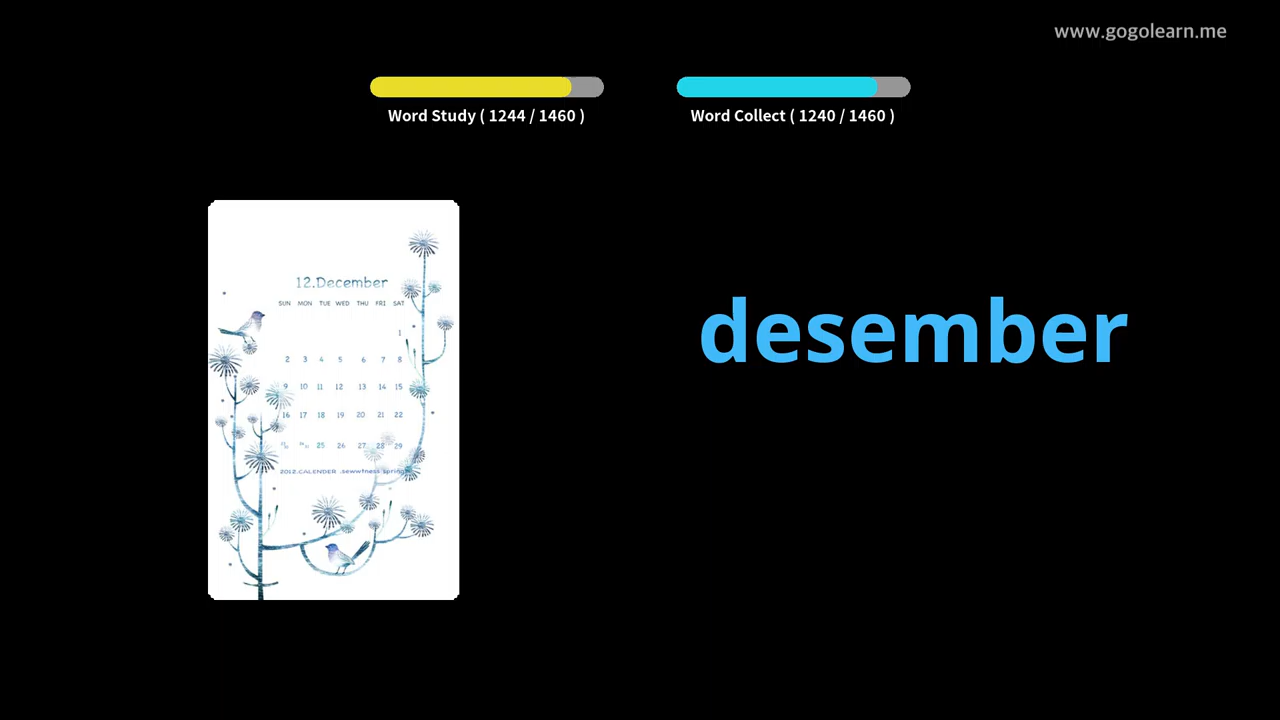 www.gogolearn.me
Word Study ( 1244 / 1460 )
Word Collect ( 1240 / 1460 )
12.December
SUN MON TUE WED THU FRI SAT
1
2 3 4 5 6 7 8
9 10 11 12 13 14 15
16 17 18 19 20 21 22
25 26 27 28 29
2012.CALENDER .sewwfness spring
desember